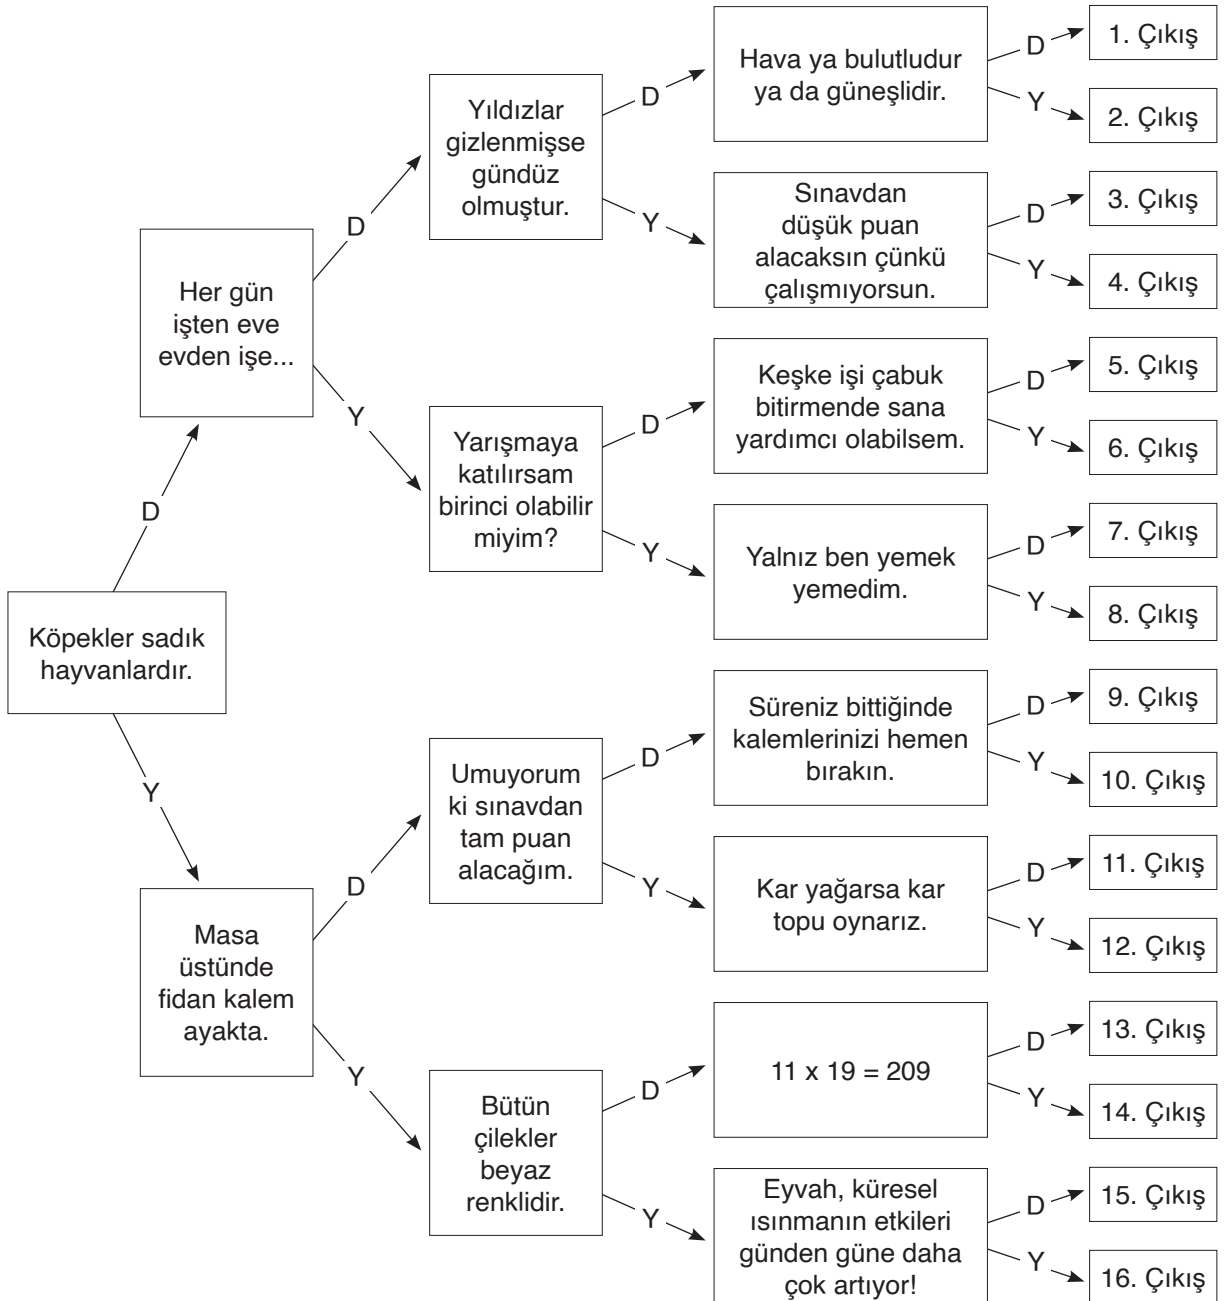 Köpekler sadık
hayvanlardır.
D
Y
Her gün
işten eve
evden işe...
D
Y
Masa
üstünde
fidan kalem
ayakta.
D
Y
Yıldızlar
gizlenmişse
gündüz
olmuştur.
D
Y
Yarışmaya
katılırsam
birinci olabilir
miyim?
D
Y
Umuyorum
ki sınavdan
tam puan
alacağım.
D
Y
Bütün
çilekler
beyaz
renklidir.
D
Y
Hava ya bulutludur
ya da güneşlidir.
D
Y
Sınavdan
düşük puan
alacaksın çünkü
çalışmıyorsun.
D
Y
Keşke işi çabuk
bitirmende sana
yardımcı olabilsem.
D
Y
Yalnız ben yemek
yemedim.
D
Y
Süreniz bittiğinde
kalemlerinizi hemen
bırakın.
D
Y
Kar yağarsa kar
topu oynarız.
D
Y
11 x 19 = 209
D
Y
Eyvah, küresel
ısınmanın etkileri
günden güne daha
çok artıyor!
D
Y
1. Çıkış
2. Çıkış
3. Çıkış
4. Çıkış
5. Çıkış
6. Çıkış
7. Çıkış
8. Çıkış
9. Çıkış
10. Çıkış
11. Çıkış
12. Çıkış
13. Çıkış
14. Çıkış
15. Çıkış
16. Çıkış